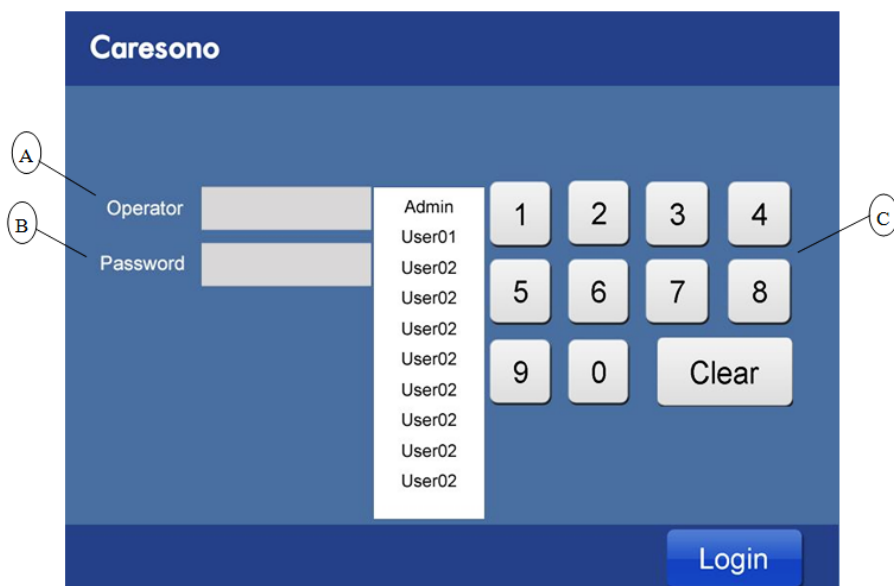 Caresono
A
Operator
B
Password
Admin
User01
User02
User02
User02
User02
User02
User02
User02
User02
1 2 3 4
5 6 7 8
9 0 Clear
C
Login